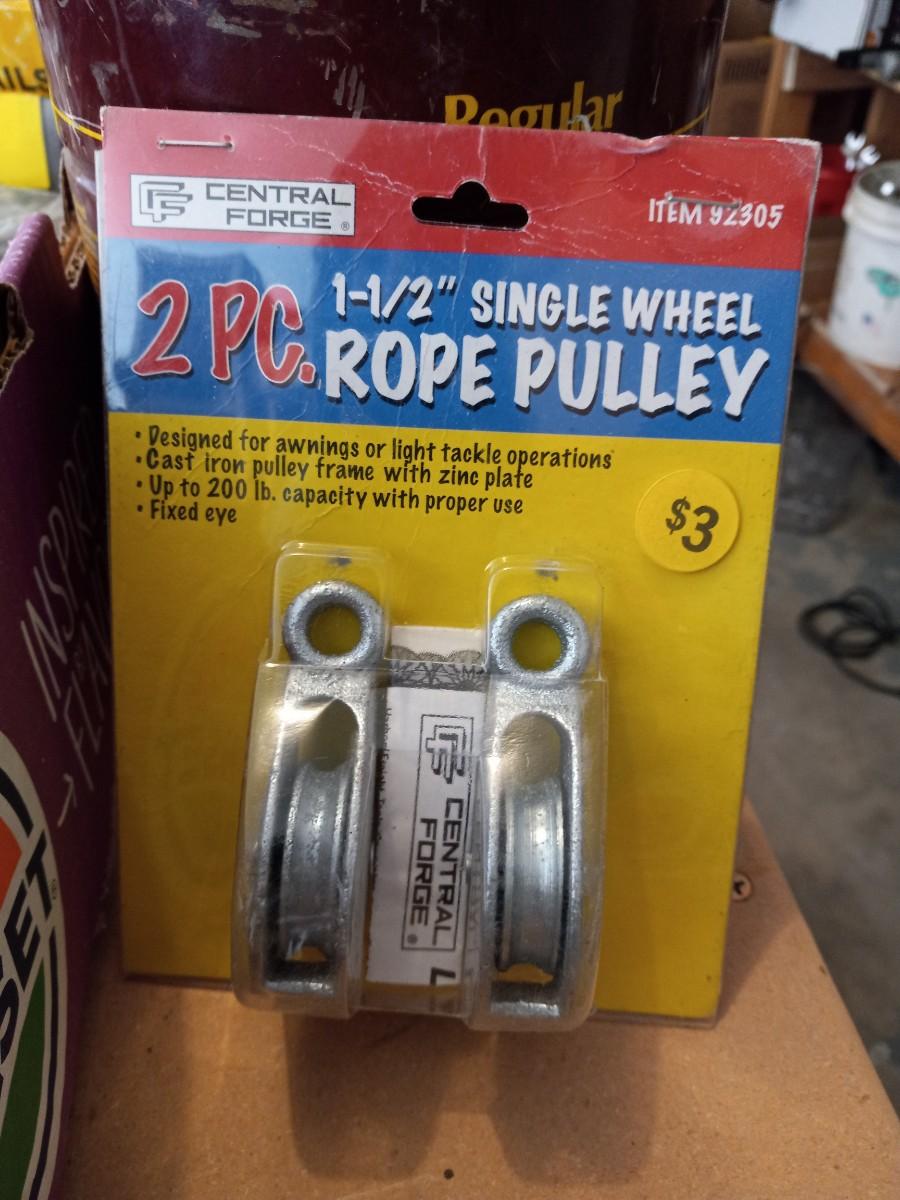 AILS
Regular
CENTRAL
FORGE®
ITEM 92305
2 PC.
1-1/2" SINGLE WHEEL
ROPE PULLEY
• Designed for awnings or light tackle operations
• Cast iron pulley frame with zinc plate
• Up to 200 lb. capacity with proper use
• Fixed eye
$3
CENTRAL
FORGE®